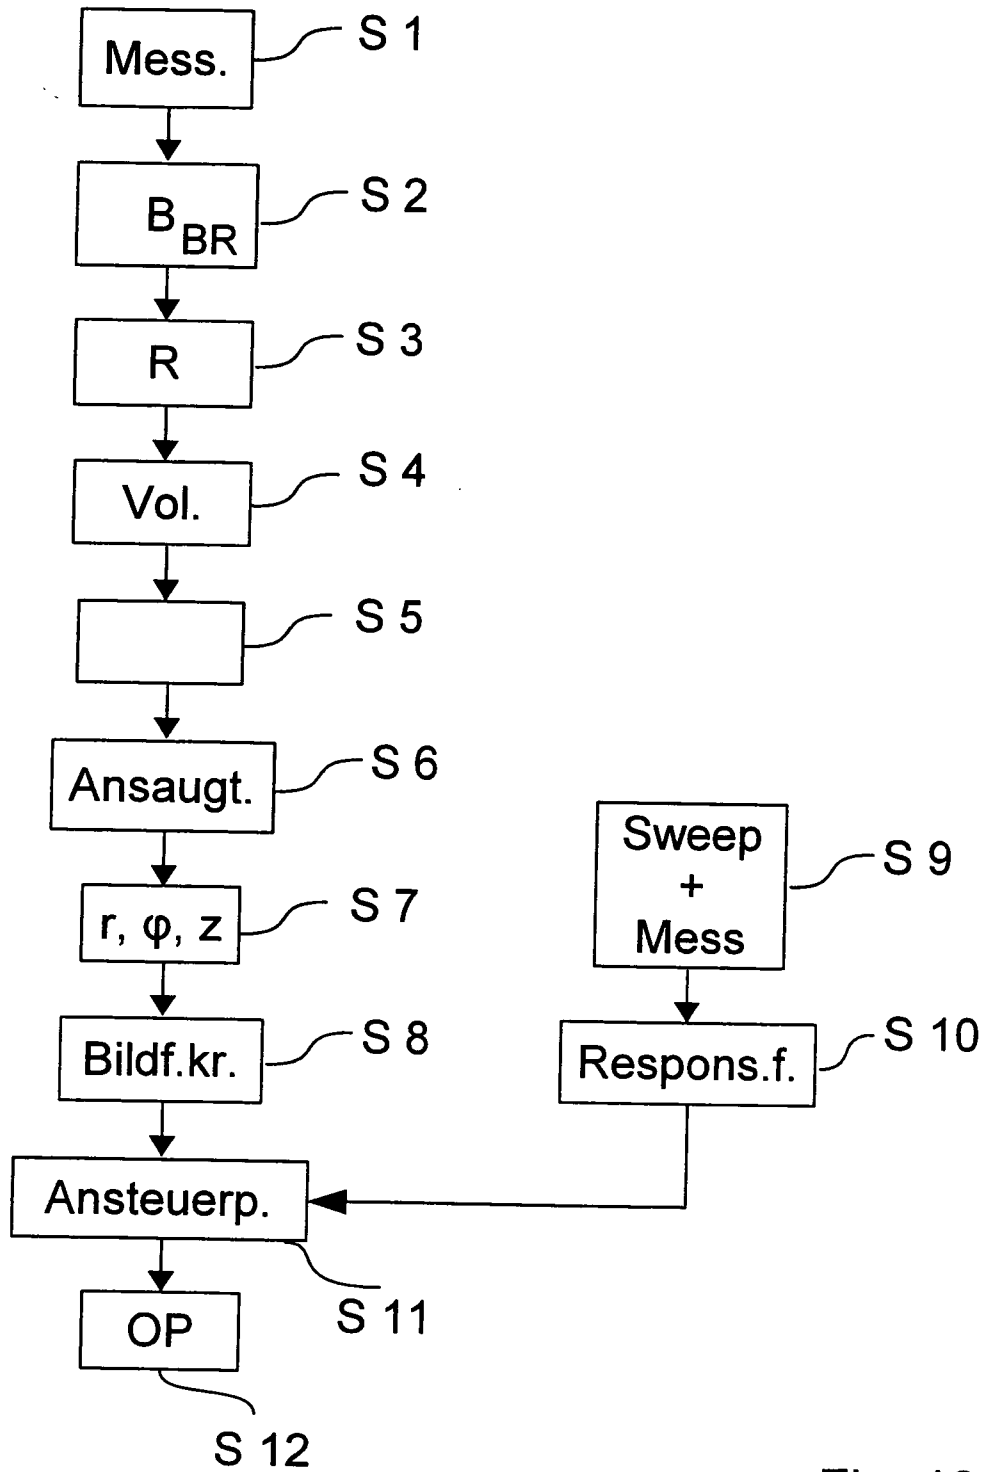 Mess.
S 1
B BR
S 2
R
S 3
Vol.
S 4
S 5
Ansaugt.
S 6
r, φ, z
S 7
Bildf.kr.
S 8
Sweep
+
Mess
S 9
Respons.f.
S 10
Ansteuerp.
S 11
OP
S 12